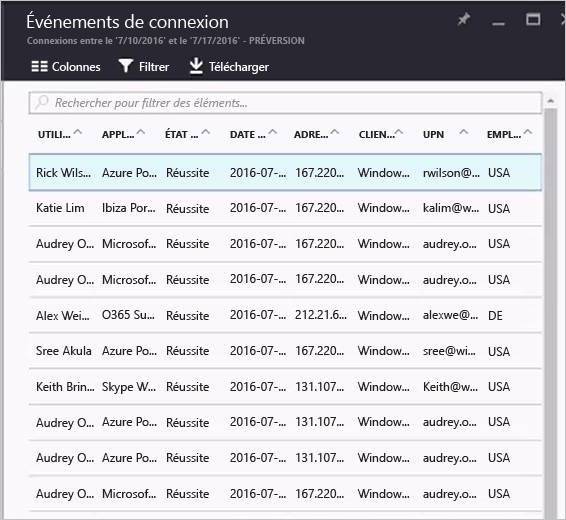 Événements de connexion
Connexions entre le '7/10/2016' et le '7/17/2016' - PRÉVERSION
Colonnes Filtrer Télécharger
Rechercher pour filtrer des éléments...
UTILI... APPL... ÉTAT ... DATE ... ADRE... CLIEN... UPN EMPL...
Rick Wils... Azure Po... Réussite 2016-07-... 167.220... Window... rwilson@... USA
Katie Lim Ibiza Por... Réussite 2016-07-... 167.220... Window... kalim@w... USA
Audrey O... Microsof... Réussite 2016-07-... 167.220... Window... audrey.o... USA
Audrey O... Microsof... Réussite 2016-07-... 167.220... Window... audrey.o... USA
Alex Wei... O365 Su... Réussite 2016-07-... 212.21.6... Window... alexwe@... DE
Sree Akula Azure Po... Réussite 2016-07-... 167.220... Window... sree@wi... USA
Keith Brin... Skype W... Réussite 2016-07-... 131.107... Window... Keith@w... USA
Audrey O... Azure Po... Réussite 2016-07-... 131.107... Window... audrey.o... USA
Audrey O... Azure Po... Réussite 2016-07-... 131.107... Window... audrey.o... USA
Audrey O... Microsof... Réussite 2016-07-... 167.220... Window... audrey.o... USA